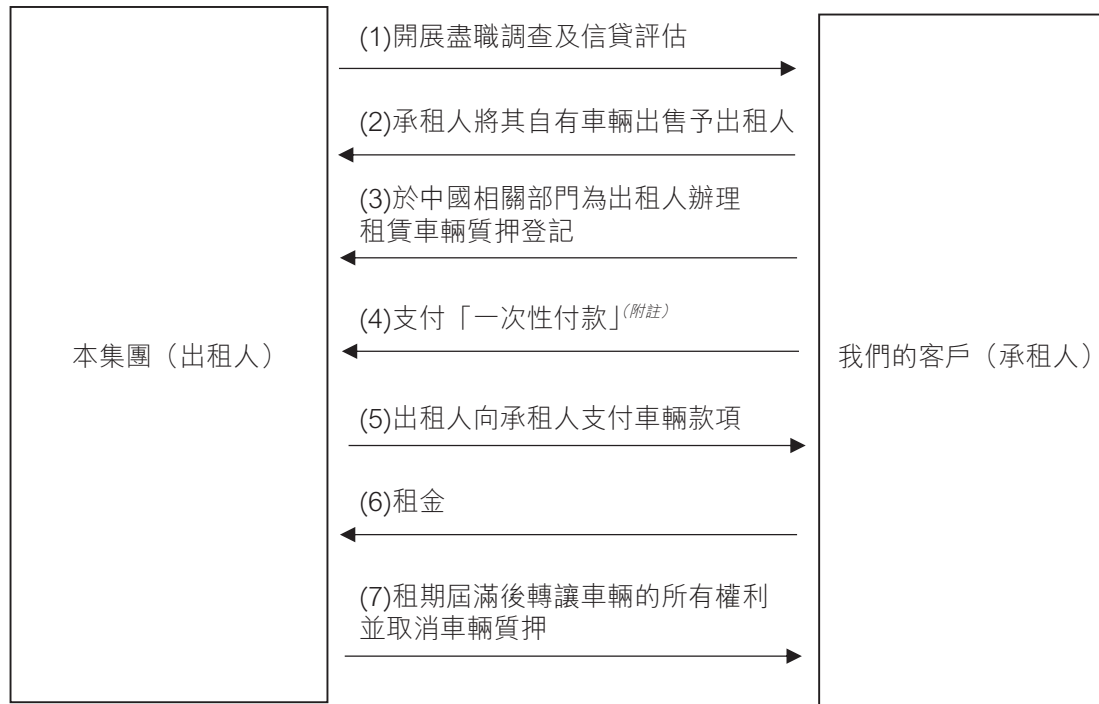 (1)開展盡職調查及信貸評估
(2)承租人將其自有車輛出售予出租人
(3)於中國相關部門為出租人辦理
租賃車輛質押登記
(4)支付「一次性付款」(附註)
本集團（出租人）
我們的客戶（承租人）
(5)出租人向承租人支付車輛款項
(6)租金
(7)租期屆滿後轉讓車輛的所有權利
並取消車輛質押